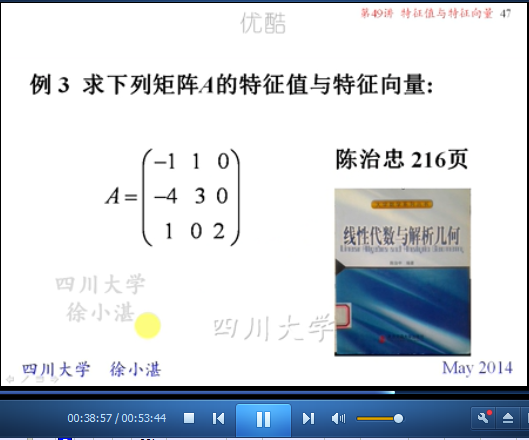 优酷
第49讲 特征值与特征向量 47
例 3 求下列矩阵A的特征值与特征向量:
陈治忠 216页
A = ( -1 1 0
-4 3 0
1 0 2 )
线性代数与解析几何
四川大学
徐小湛
四川大学
四川大学 徐小湛
May 2014
00:38:57 / 00:53:44